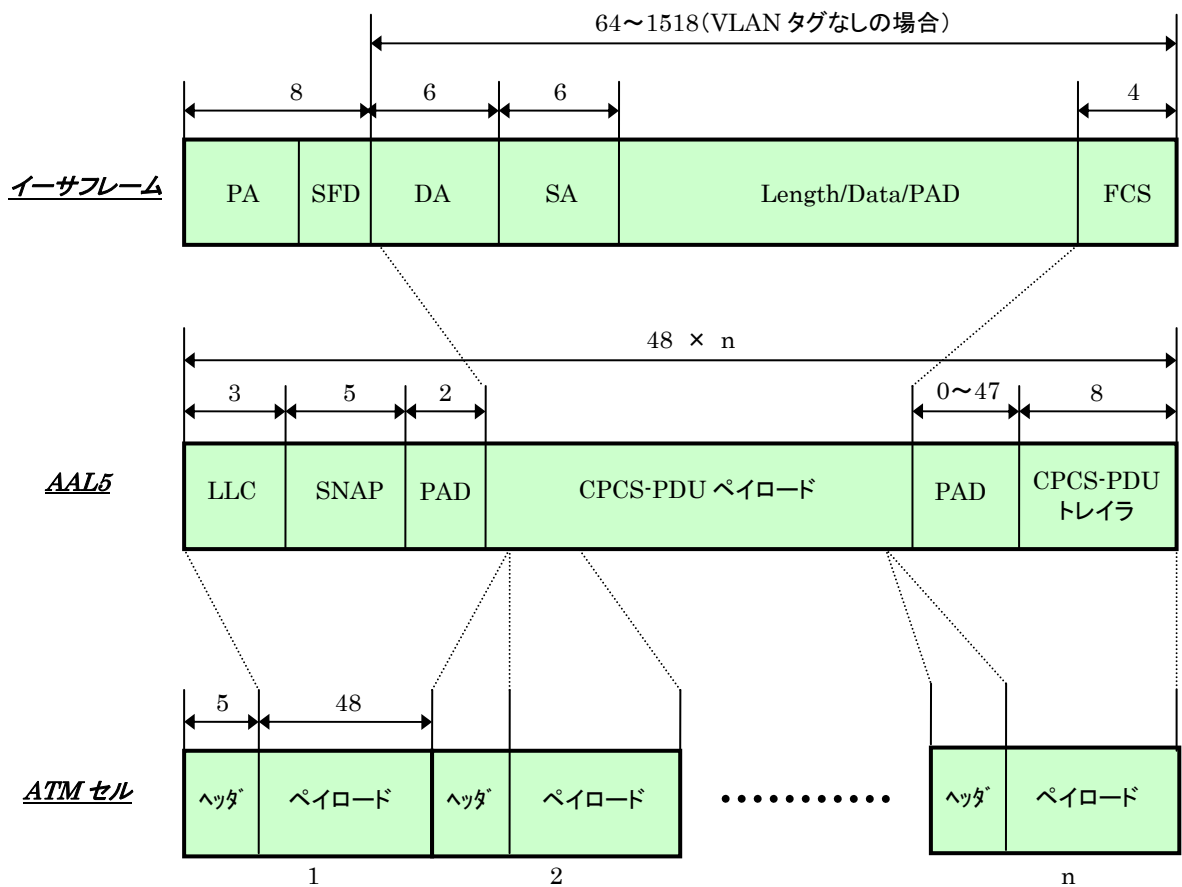 64～1518(VLAN タグなしの場合)
8
6
6
4
イーサフレーム
PA
SFD
DA
SA
Length/Data/PAD
FCS
48 × n
3
5
2
0～47
8
AAL5
LLC
SNAP
PAD
CPCS-PDU ペイロード
PAD
CPCS-PDU
トレイラ
5
48
ATM セル
ﾍｯﾀﾞ
ペイロード
ﾍｯﾀﾞ
ペイロード
・・・・・・・・・・・
ﾍｯﾀﾞ
ペイロード
1
2
n